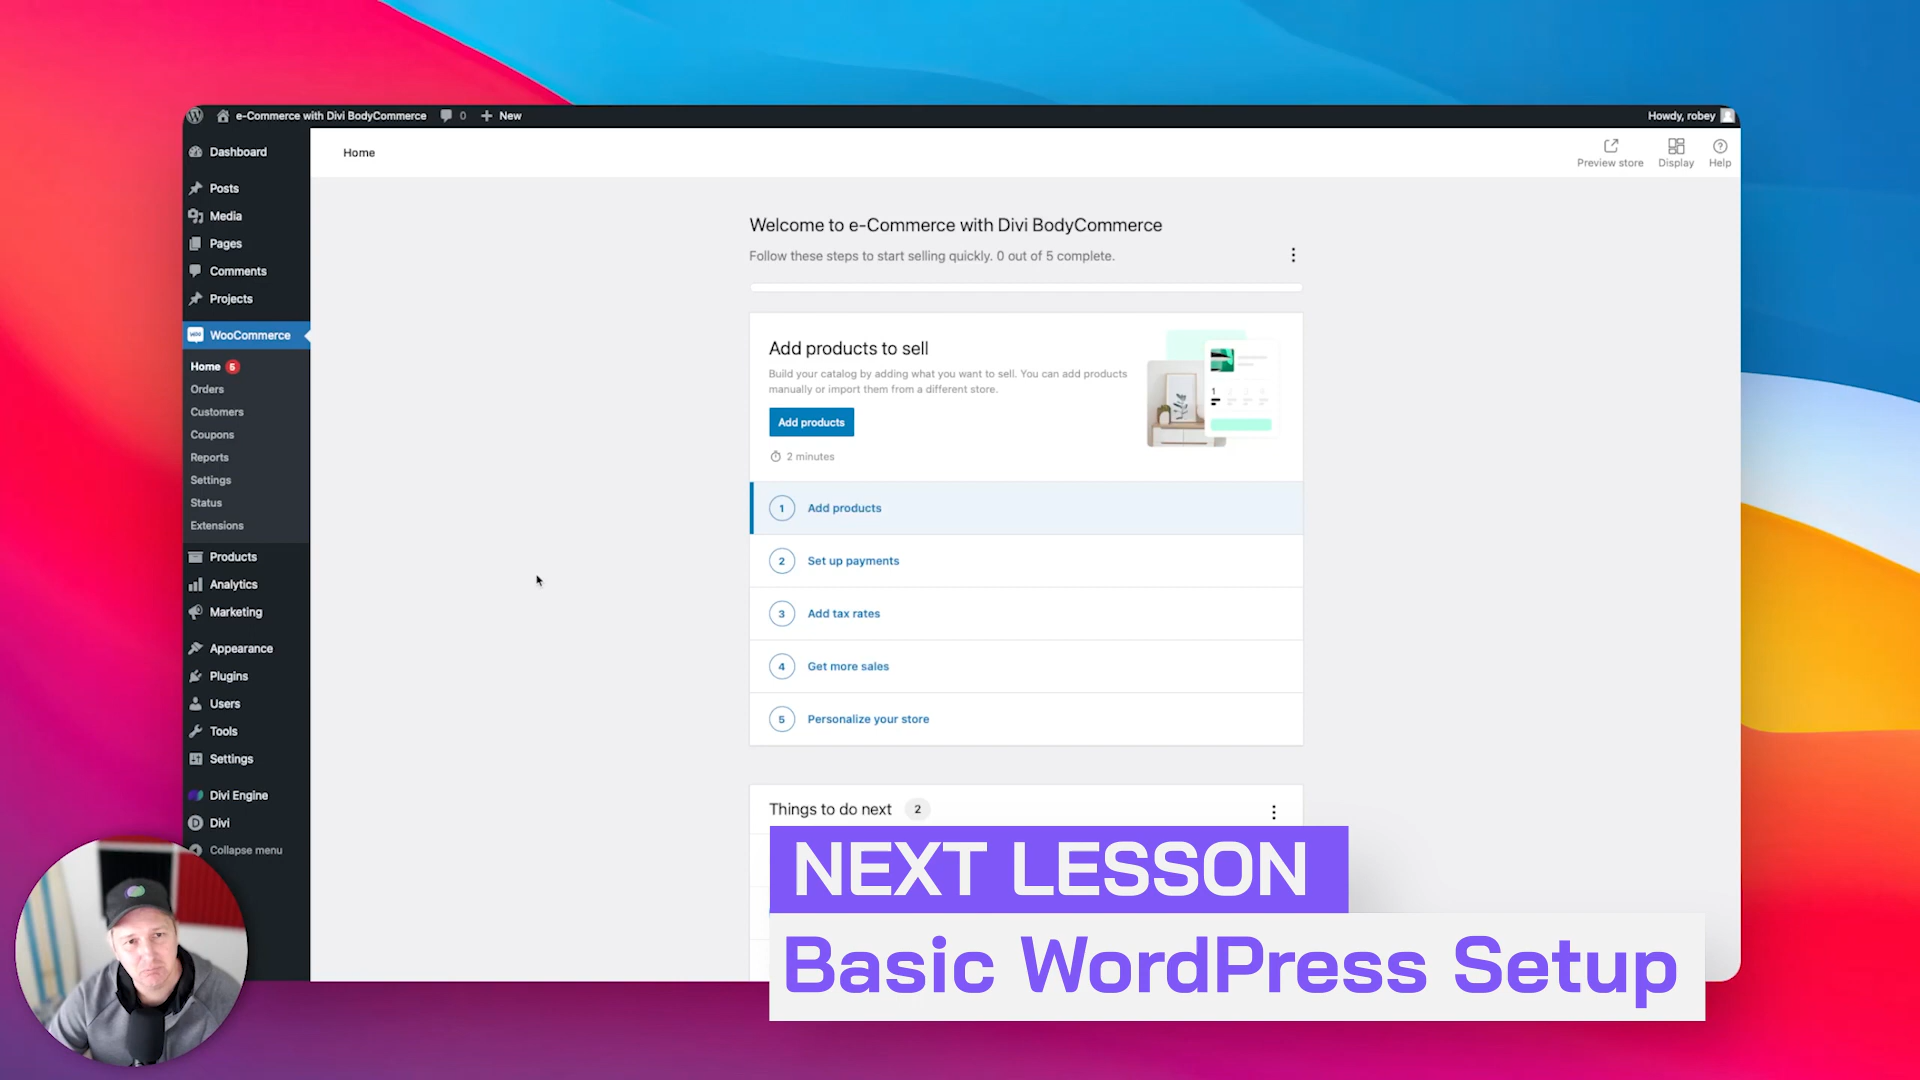 e-Commerce with Divi BodyCommerce
0
New
Howdy, robey
Dashboard
Posts
Media
Pages
Comments
Projects
WooCommerce
Home 5
Orders
Customers
Coupons
Reports
Settings
Status
Extensions
Products
Analytics
Marketing
Appearance
Plugins
Users
Tools
Settings
Divi Engine
Divi
Collapse menu
Home
Preview store
Display
Help
Welcome to e-Commerce with Divi BodyCommerce
Follow these steps to start selling quickly. 0 out of 5 complete.
Add products to sell
Build your catalog by adding what you want to sell. You can add products
manually or import them from a different store.
Add products
2 minutes
1 Add products
2 Set up payments
3 Add tax rates
4 Get more sales
5 Personalize your store
Things to do next 2
NEXT LESSON
Basic WordPress Setup